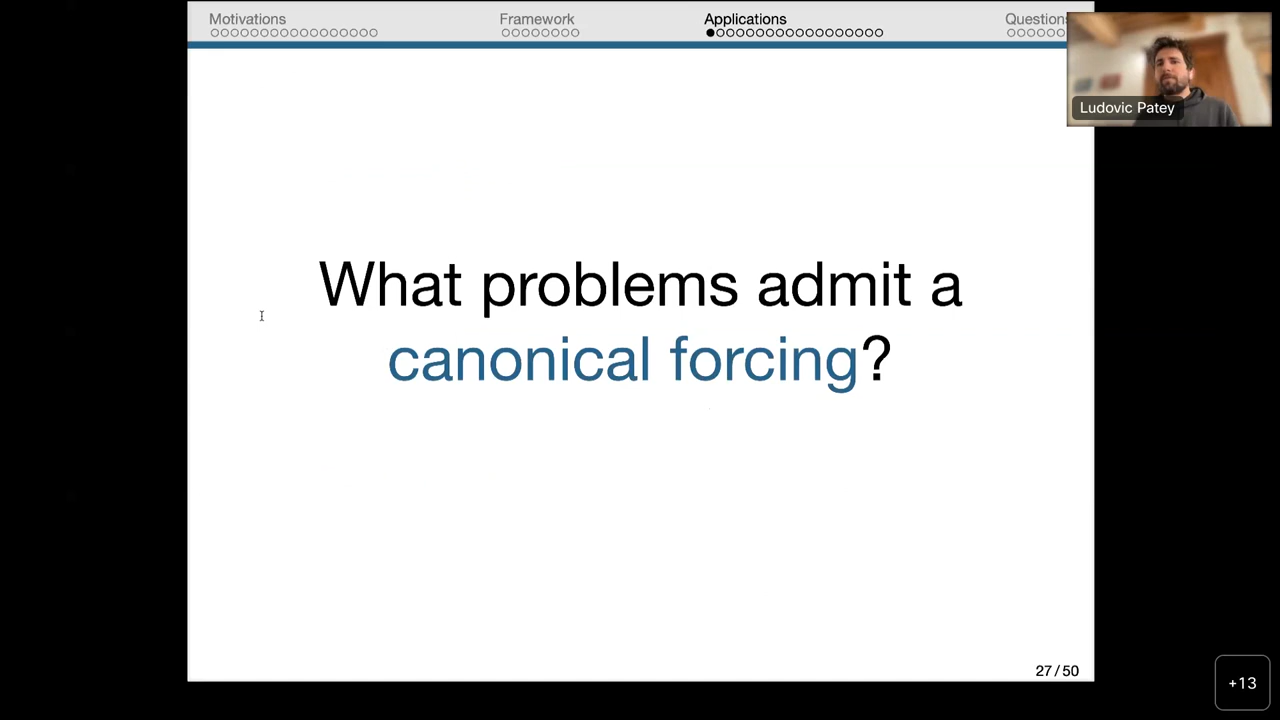 Motivations
Framework
Applications
Question
Ludovic Patey
What problems admit a
canonical forcing?
27 / 50
+13